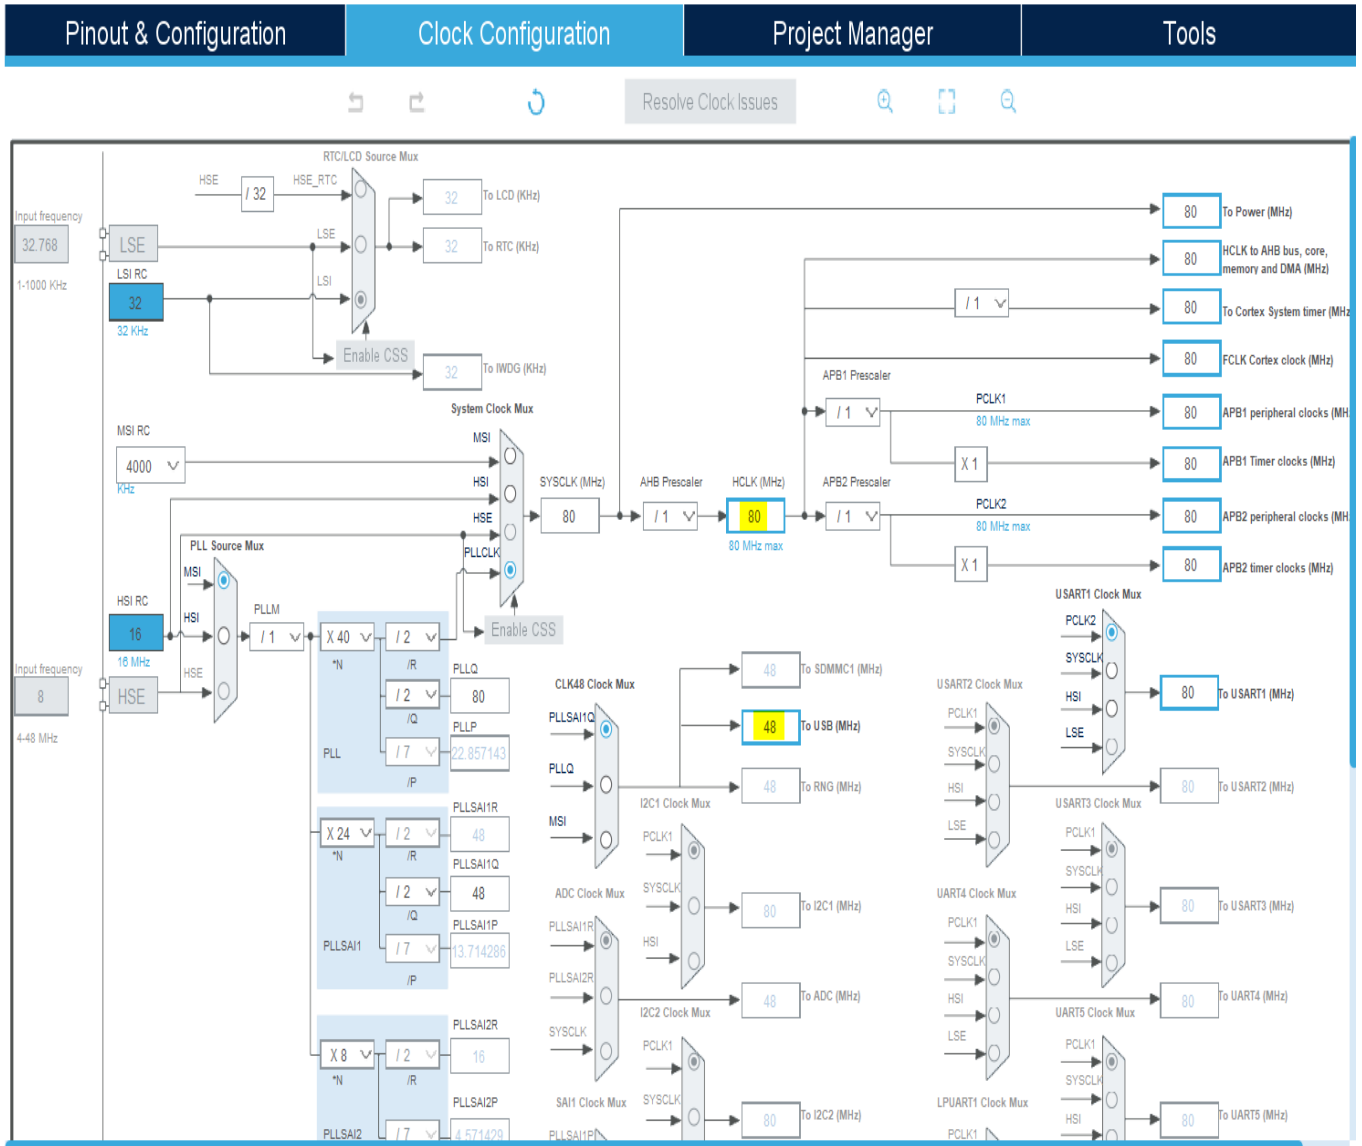 Pinout & Configuration
Clock Configuration
Project Manager
Tools
Resolve Clock Issues
RTC/LCD Source Mux
HSE
/ 32
HSE_RTC
32
To LCD (KHz)
Input frequency
32.768
1-1000 KHz
LSE
LSE
32
To RTC (KHz)
LSI RC
32
32 KHz
LSI
Enable CSS
32
To IWDG (KHz)
80
To Power (MHz)
80
HCLK to AHB bus, core,
memory and DMA (MHz)
/ 1
80
To Cortex System timer (MHz
80
FCLK Cortex clock (MHz)
APB1 Prescaler
/ 1
PCLK1
80 MHz max
80
APB1 peripheral clocks (MH
X 1
80
APB1 Timer clocks (MHz)
System Clock Mux
MSI RC
4000
KHz
MSI
HSI
HSE
PLLCLK
SYSCLK (MHz)
80
AHB Prescaler
/ 1
HCLK (MHz)
80
80 MHz max
APB2 Prescaler
/ 1
PCLK2
80 MHz max
80
APB2 peripheral clocks (MH
X 1
80
APB2 timer clocks (MHz)
Enable CSS
PLL Source Mux
MSI
HSI
HSE
HSI RC
16
16 MHz
Input frequency
8
4-48 MHz
HSE
PLLM
/ 1
X 40
*N
/ 2
/R
PLLQ
/ 2
80
/Q
PLLP
PLL
/ 7
22.857143
/P
PLLSAI1R
X 24
*N
/ 2
48
/R
PLLSAI1Q
/ 2
48
/Q
PLLSAI1P
PLLSAI1
/ 7
13.714286
/P
PLLSAI2R
X 8
*N
/ 2
16
/R
PLLSAI2P
PLLSAI2
/ 7
4.571429
CLK48 Clock Mux
PLLSAI1Q
PLLQ
MSI
48
To SDMMC1 (MHz)
48
To USB (MHz)
48
To RNG (MHz)
ADC Clock Mux
PLLSAI1R
PLLSAI2R
SYSCLK
48
To ADC (MHz)
I2C1 Clock Mux
PCLK1
SYSCLK
HSI
80
To I2C1 (MHz)
I2C2 Clock Mux
PCLK1
SYSCLK
80
To I2C2 (MHz)
SAI1 Clock Mux
PLLSAI1P
USART1 Clock Mux
PCLK2
SYSCLK
HSI
LSE
80
To USART1 (MHz)
USART2 Clock Mux
PCLK1
SYSCLK
HSI
LSE
80
To USART2 (MHz)
USART3 Clock Mux
PCLK1
SYSCLK
HSI
LSE
80
To USART3 (MHz)
UART4 Clock Mux
PCLK1
SYSCLK
HSI
LSE
80
To UART4 (MHz)
UART5 Clock Mux
PCLK1
SYSCLK
HSI
80
To UART5 (MHz)
LPUART1 Clock Mux
PCLK1